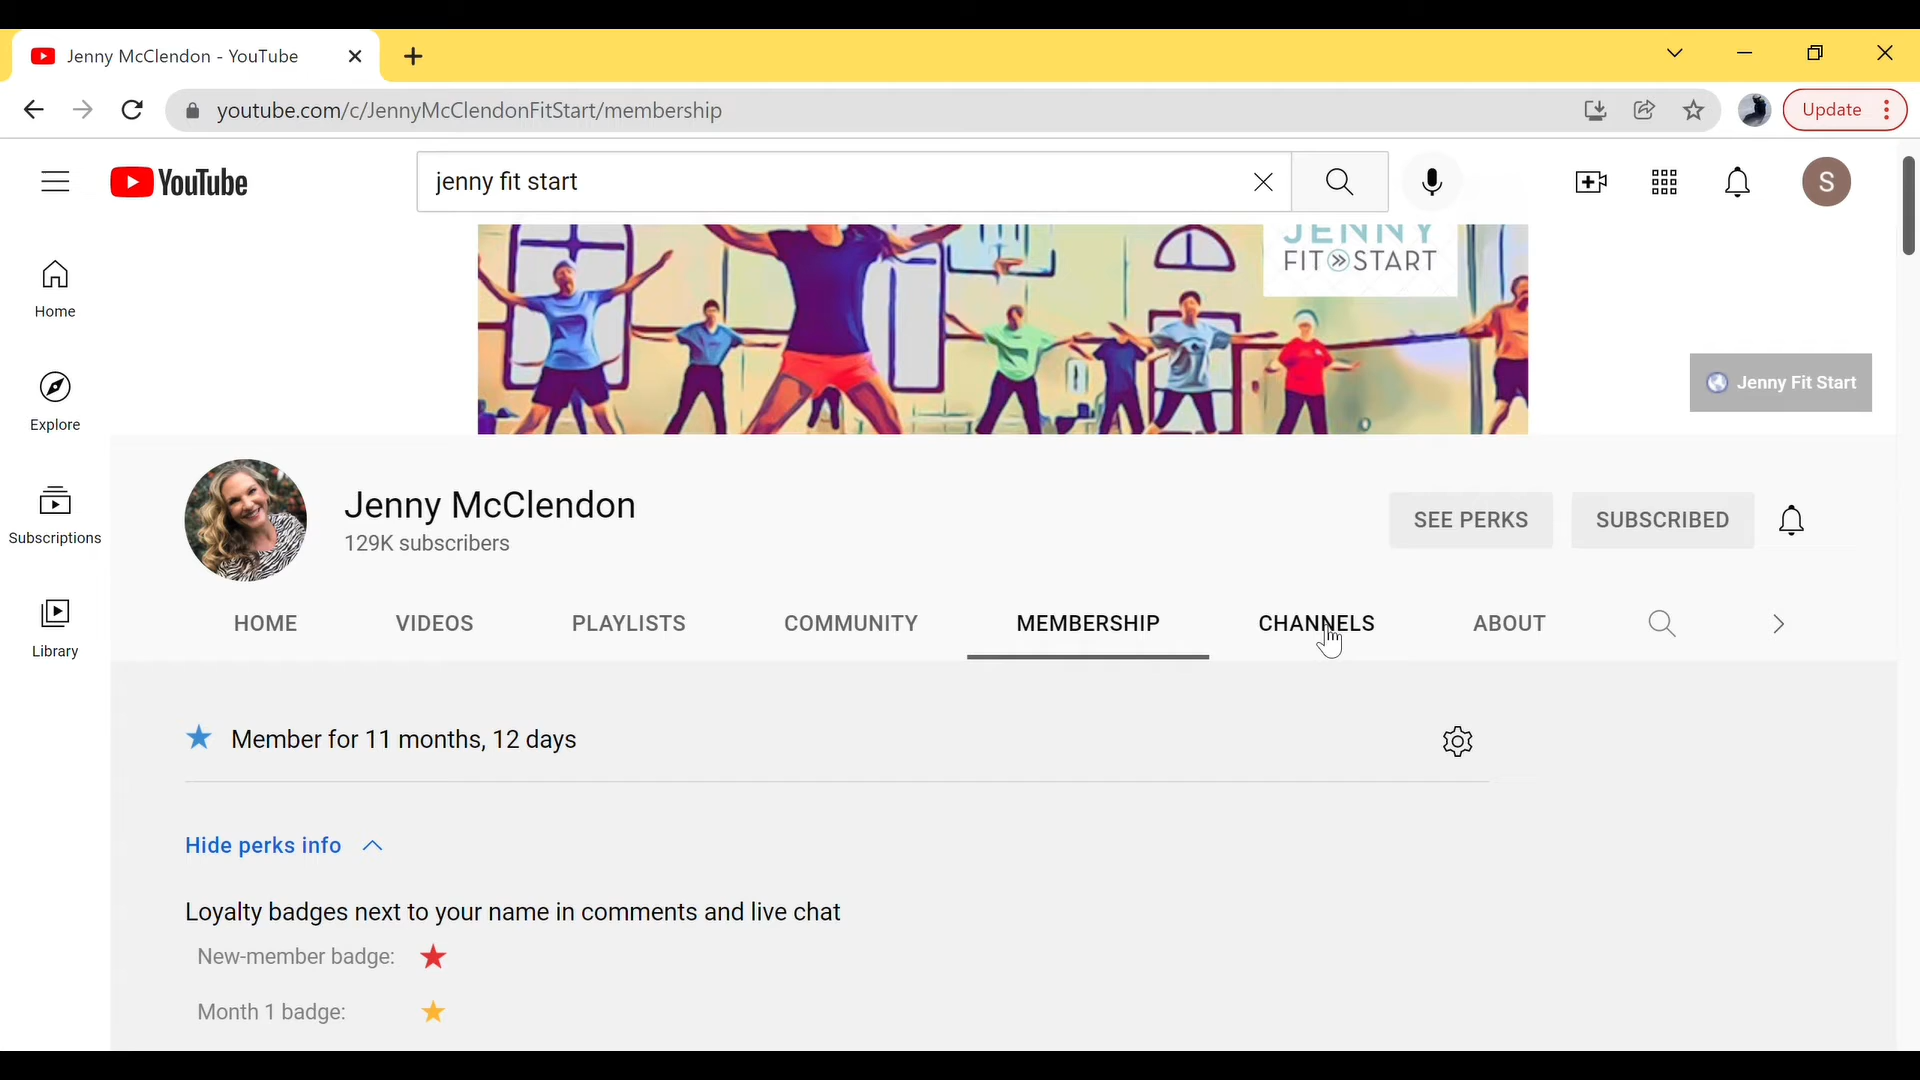 Jenny McClendon - YouTube
youtube.com/c/JennyMcClendonFitStart/membership
Update
YouTube
jenny fit start
S
JENNY
FIT START
Home
Explore
Subscriptions
Library
Jenny Fit Start
Jenny McClendon
129K subscribers
SEE PERKS
SUBSCRIBED
HOME
VIDEOS
PLAYLISTS
COMMUNITY
MEMBERSHIP
CHANNELS
ABOUT
Member for 11 months, 12 days
Hide perks info
Loyalty badges next to your name in comments and live chat
New-member badge:
Month 1 badge: